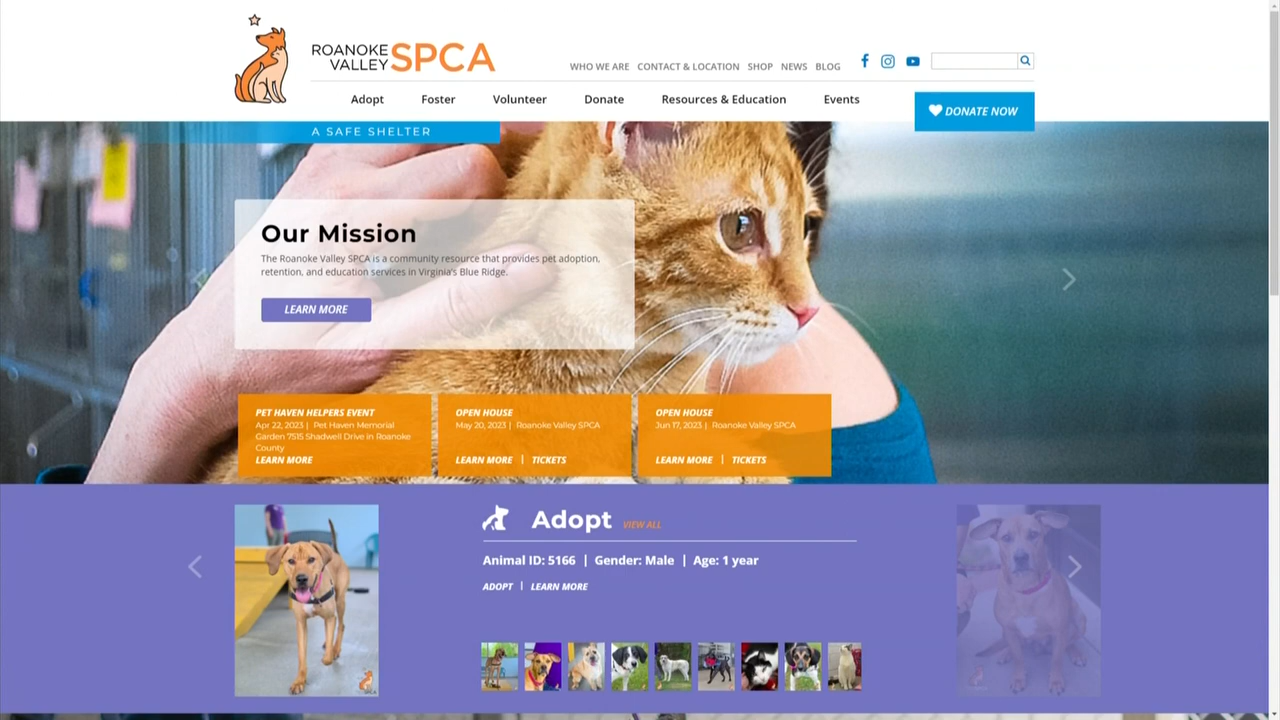 ROANOKE
VALLEY SPCA
WHO WE ARE CONTACT & LOCATION SHOP NEWS BLOG
Adopt Foster Volunteer Donate Resources & Education Events
DONATE NOW
A SAFE SHELTER
Our Mission
The Roanoke Valley SPCA is a community resource that provides pet adoption,
retention, and education services in Virginia's Blue Ridge.
LEARN MORE
PET HAVEN HELPERS EVENT
Apr 22, 2023 | Pet Haven Memorial
Garden 7515 Shadwell Drive in Roanoke
County
LEARN MORE
OPEN HOUSE
May 20, 2023 | Roanoke Valley SPCA
LEARN MORE | TICKETS
OPEN HOUSE
Jun 17, 2023 | Roanoke Valley SPCA
LEARN MORE | TICKETS
Adopt VIEW ALL
Animal ID: 5166 | Gender: Male | Age: 1 year
ADOPT | LEARN MORE
SPCA